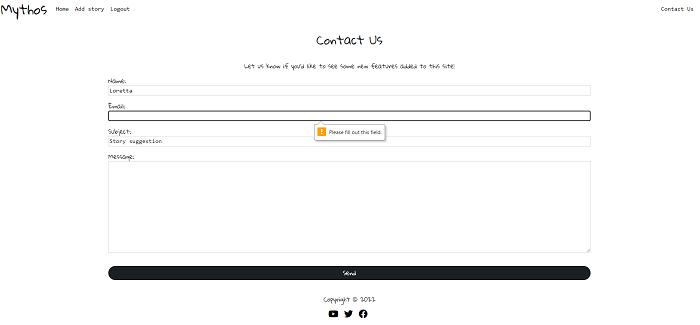 Mythos Home Add story Logout Contact Us
Contact Us
Let us know if you'd like to see some new features added to this site!
Name:
Loretta
Email:
Please fill out this field.
Subject:
Story suggestion
Message:
Send
Copyright © 2022